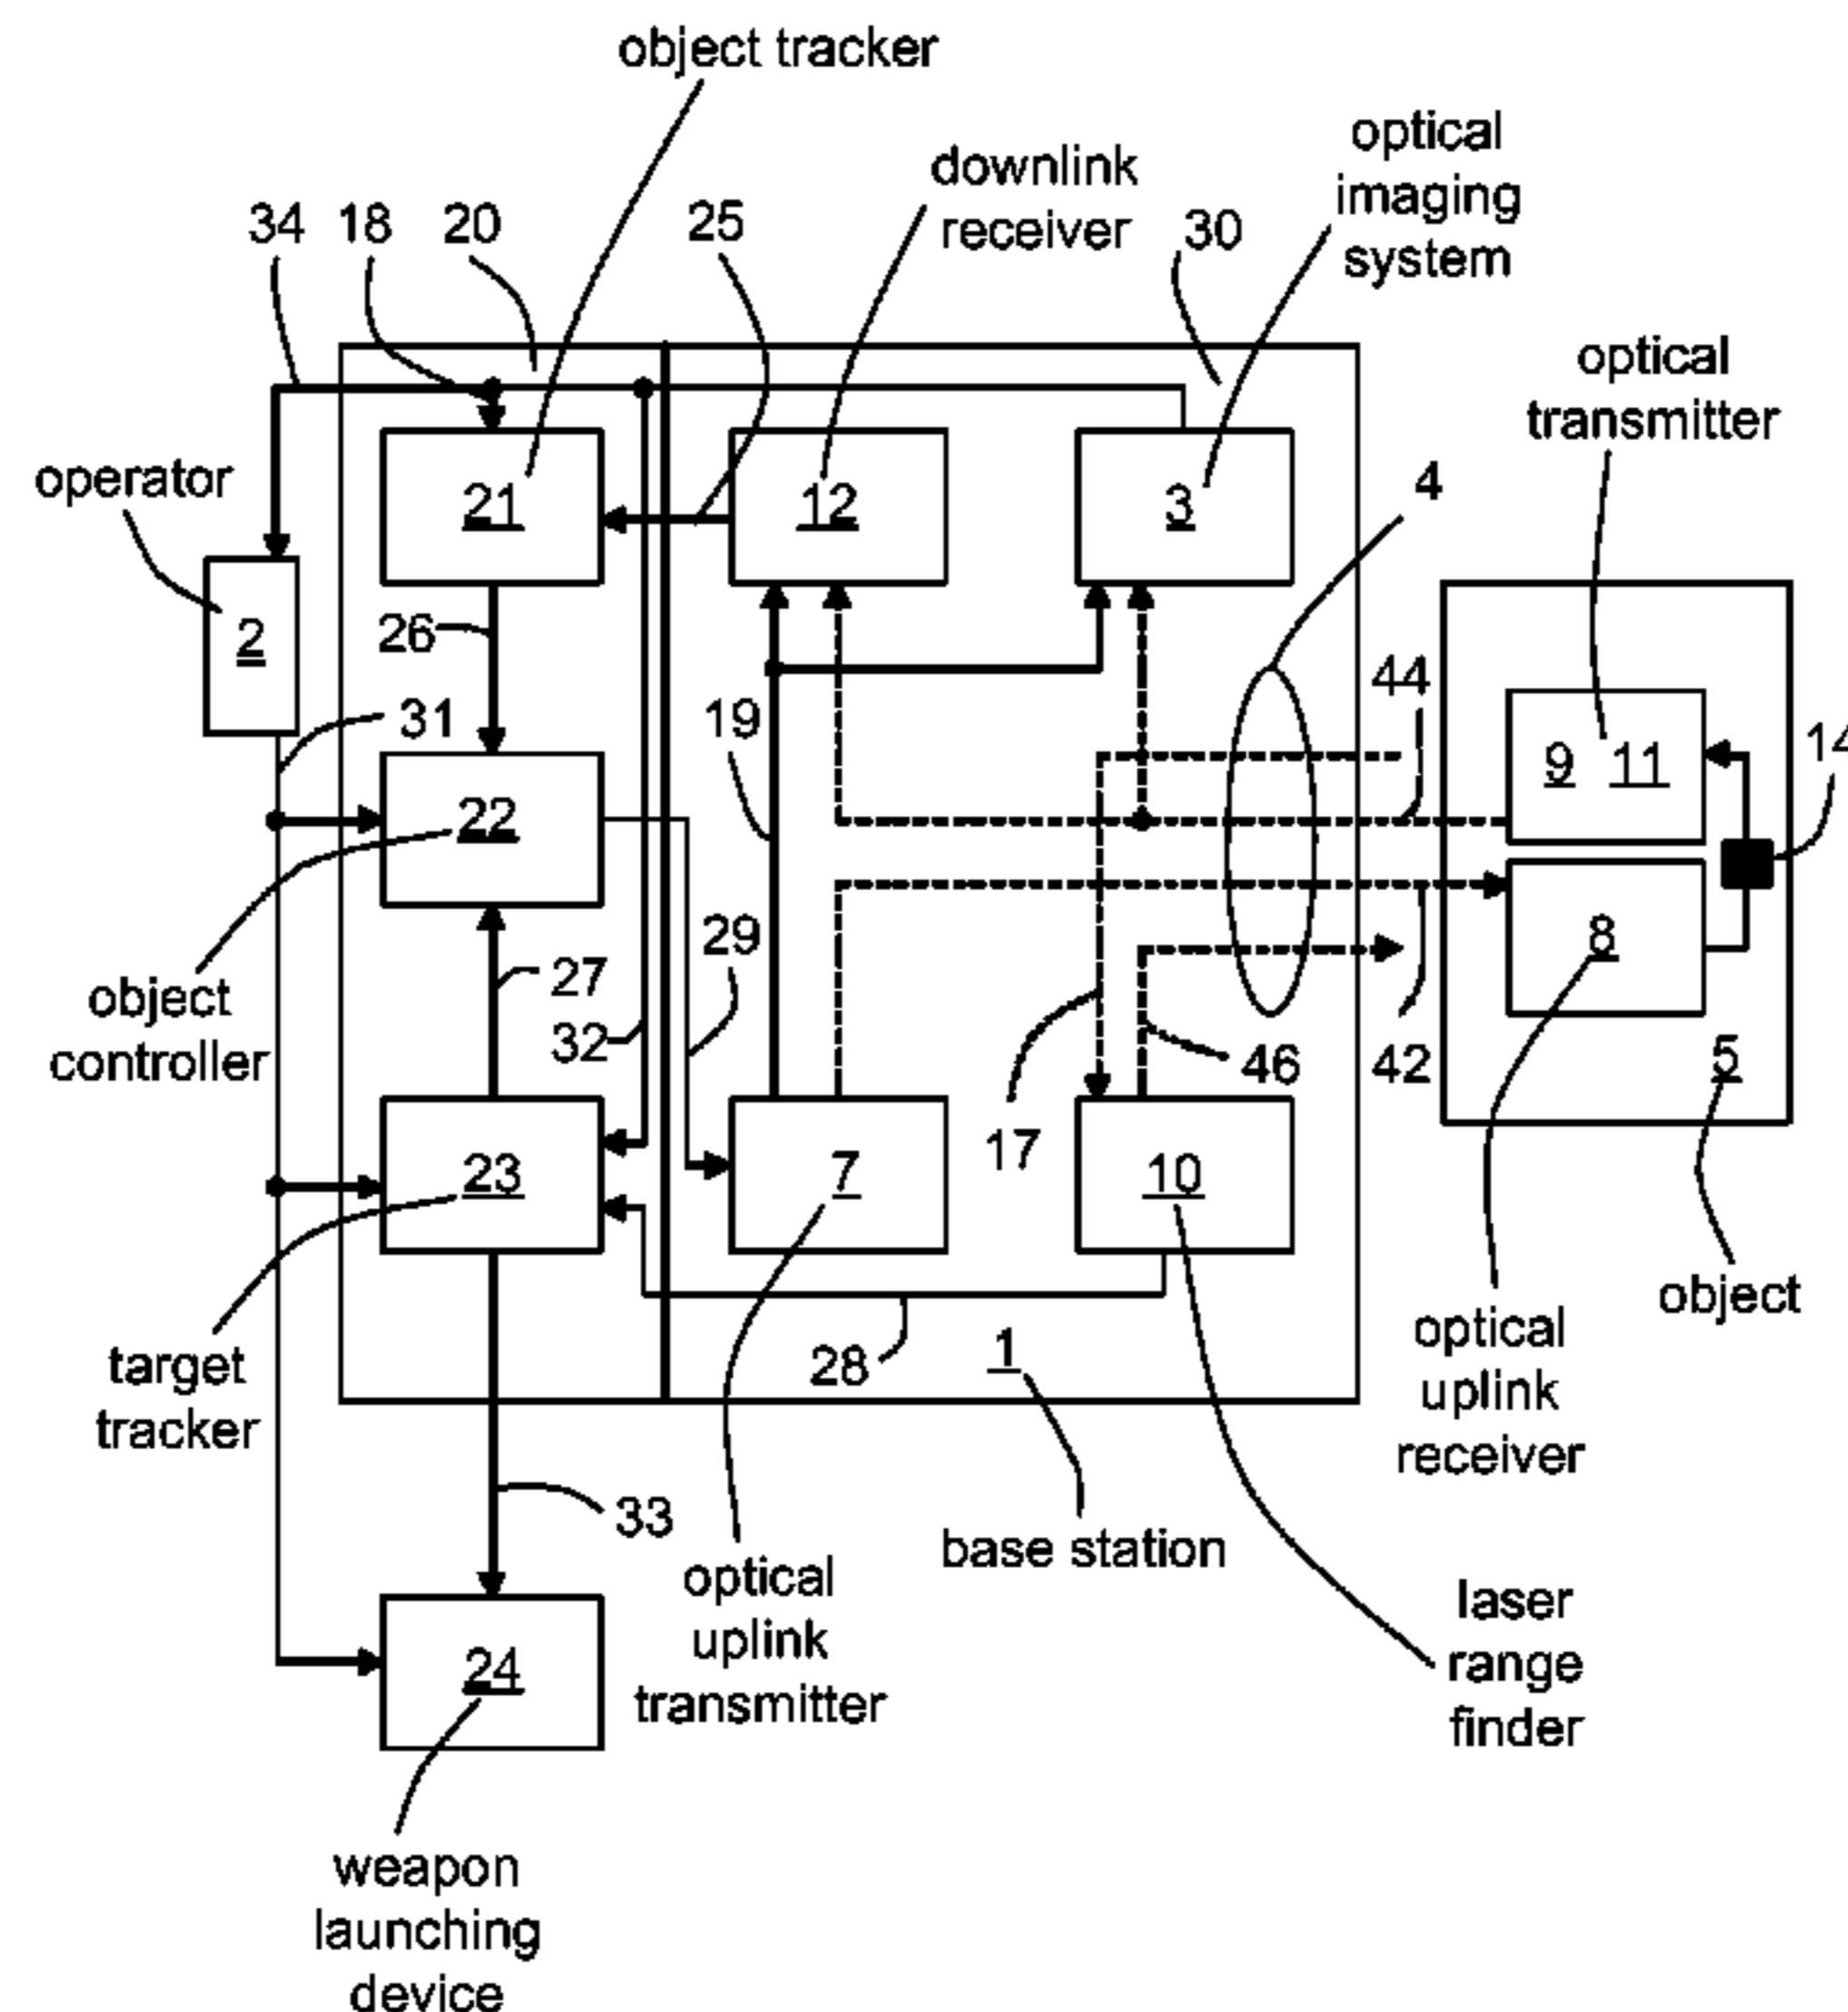 object tracker
optical
imaging
system
downlink
receiver
34
18
20
25
30
optical
transmitter
operator
21
12
3
4
2
26
31
19
44
9
11
14
22
29
8
object
controller
27
32
17
46
42
5
23
7
10
object
target
tracker
28
1
optical
uplink
receiver
33
base station
optical
uplink
transmitter
laser
range
finder
24
weapon
launching
device